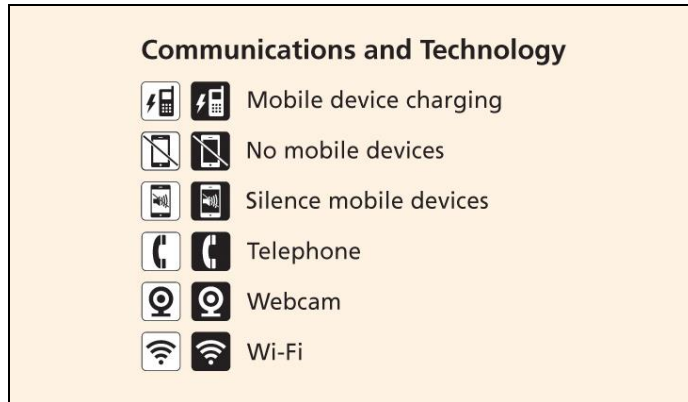 Communications and Technology
Mobile device charging
No mobile devices
Silence mobile devices
Telephone
Webcam
Wi-Fi